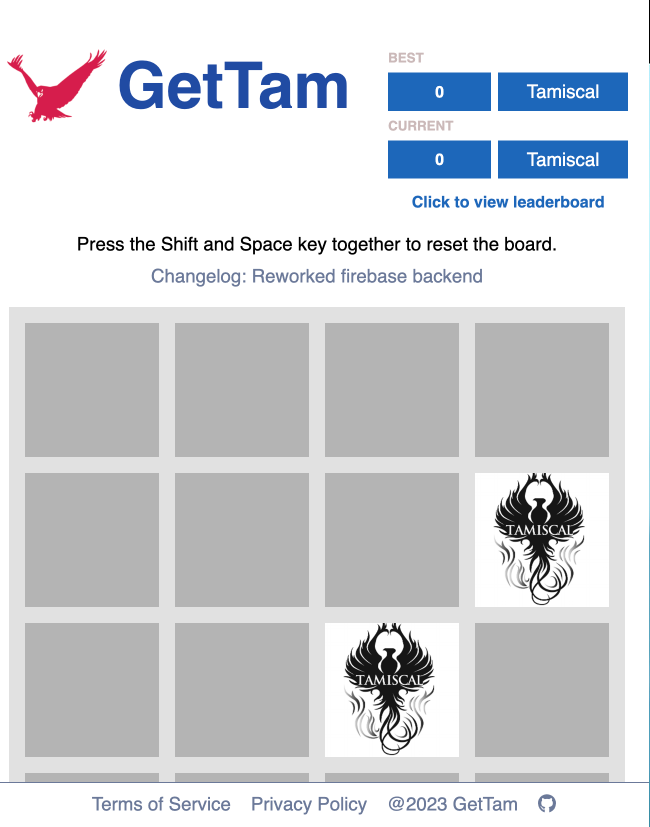 GetTam
BEST
0 Tamiscal
CURRENT
0 Tamiscal
Click to view leaderboard
Press the Shift and Space key together to reset the board.
Changelog: Reworked firebase backend
TAMISCAL
TAMISCAL
Terms of Service Privacy Policy @2023 GetTam